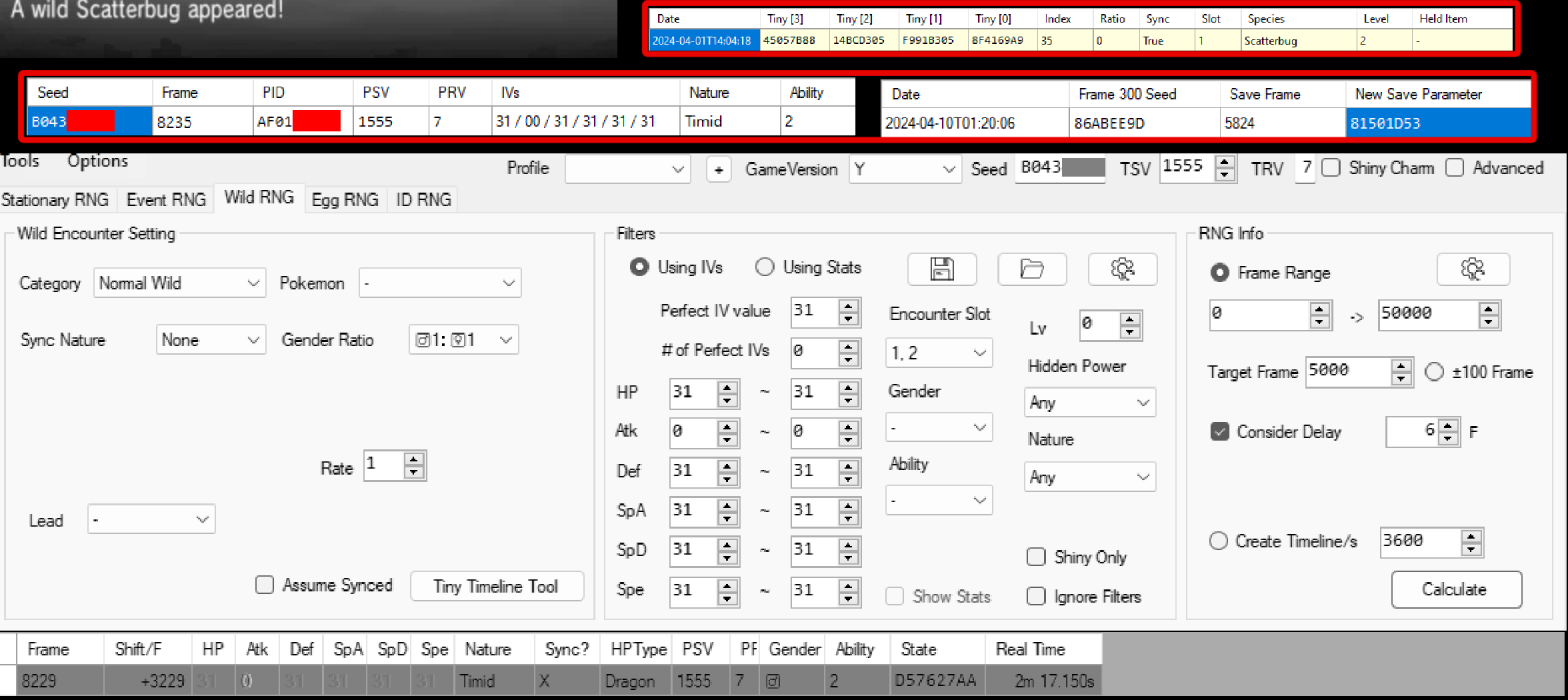 A wild Scatterbug appeared!
Date Tiny [3] Tiny [2] Tiny [1] Tiny [0] Index Ratio Sync Slot Species Level Held Item
2024-04-01T14:04:18 45057B88 14BCD305 F991B305 BF4169A9 35 0 True 1 Scatterbug 2 -
Seed Frame PID PSV PRV IVs Nature Ability
B043 8235 AF01 1555 7 31 / 00 / 31 / 31 / 31 / 31 Timid 2
Date Frame 300 Seed Save Frame New Save Parameter
2024-04-10T01:20:06 86ABEE9D 5824 81501D53
Tools Options
Profile + GameVersion Y Seed B043 TSV 1555 TRV 7 Shiny Charm Advanced
Stationary RNG Event RNG Wild RNG Egg RNG ID RNG
Wild Encounter Setting
Category Normal Wild Pokemon -
Sync Nature None Gender Ratio ♂1: ♀1
Rate 1
Lead -
Assume Synced Tiny Timeline Tool
Filters
Using IVs Using Stats
Perfect IV value 31
# of Perfect IVs 0
HP 31 ~ 31
Atk 0 ~ 0
Def 31 ~ 31
SpA 31 ~ 31
SpD 31 ~ 31
Spe 31 ~ 31
Encounter Slot
1, 2
Gender
-
Ability
-
Show Stats
Lv 0
Hidden Power
Any
Nature
Any
Shiny Only
Ignore Filters
RNG Info
Frame Range
0 -> 50000
Target Frame 5000 ±100 Frame
Consider Delay 6 F
Create Timeline/s 3600
Calculate
Frame Shift/F HP Atk Def SpA SpD Spe Nature Sync? HPType PSV PF Gender Ability State Real Time
8229 +3229 31 0 31 31 31 31 Timid X Dragon 1555 7 ♂ 2 D57627AA 2m 17.150s